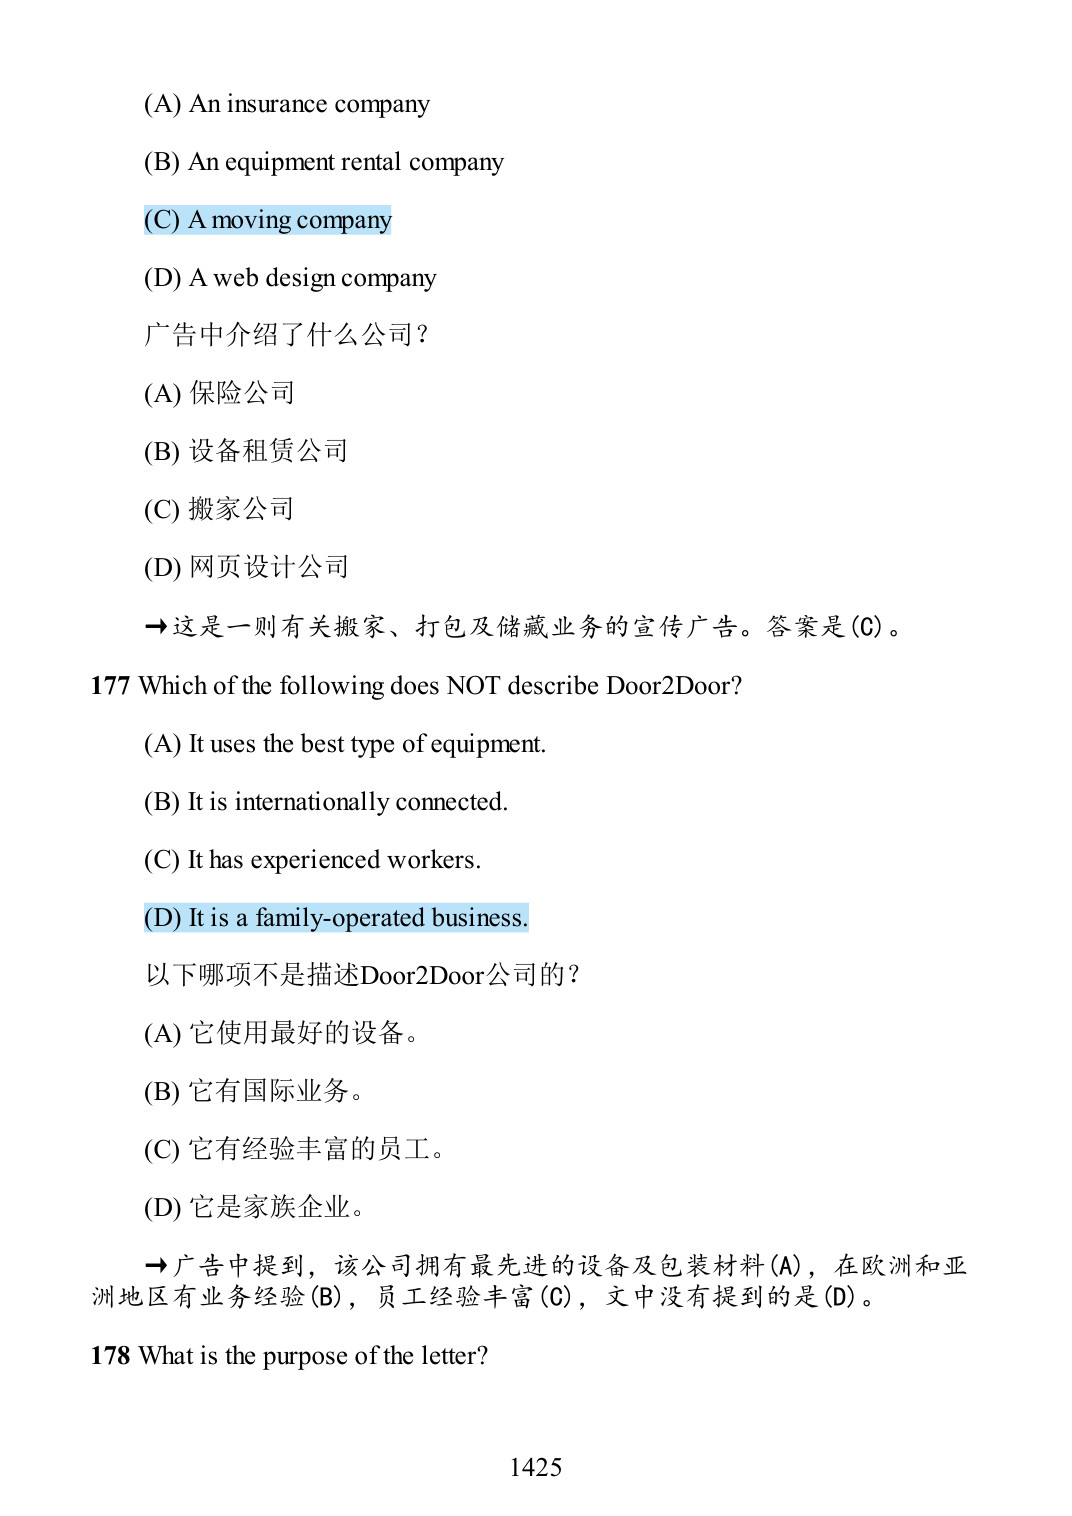 (A) An insurance company
(B) An equipment rental company
(C) A moving company
(D) A web design company
广告中介绍了什么公司？
(A) 保险公司
(B) 设备租赁公司
(C) 搬家公司
(D) 网页设计公司
→这是一则有关搬家、打包及储藏业务的宣传广告。答案是(C)。
177 Which of the following does NOT describe Door2Door?
(A) It uses the best type of equipment.
(B) It is internationally connected.
(C) It has experienced workers.
(D) It is a family-operated business.
以下哪项不是描述Door2Door公司的？
(A) 它使用最好的设备。
(B) 它有国际业务。
(C) 它有经验丰富的员工。
(D) 它是家族企业。
→广告中提到，该公司拥有最先进的设备及包装材料(A)，在欧洲和亚
洲地区有业务经验(B)，员工经验丰富(C)，文中没有提到的是(D)。
178 What is the purpose of the letter?
1425